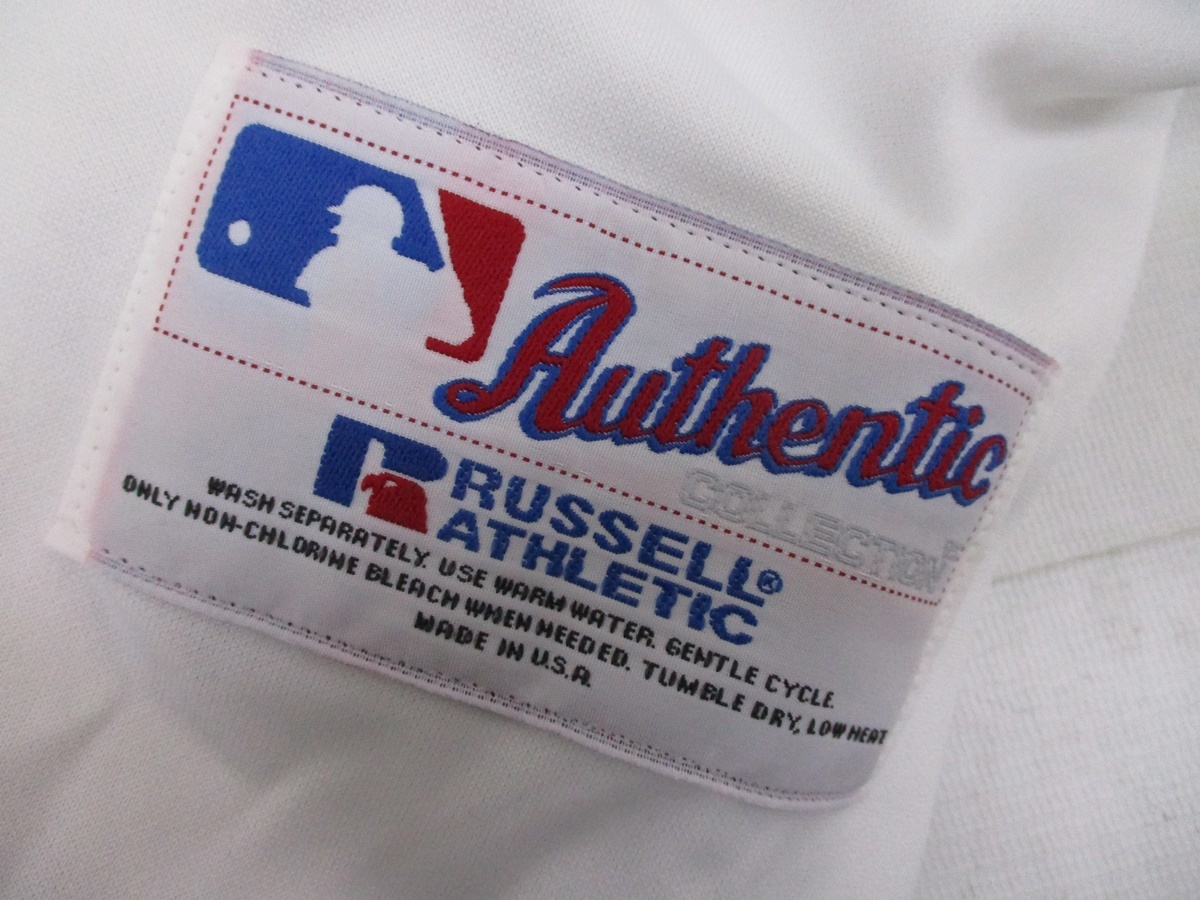 Authentic
COLLECTION
RUSSELL®
ATHLETIC
WASH SEPARATELY. USE WARM WATER. GENTLE CYCLE.
ONLY NON-CHLORINE BLEACH WHEN NEEDED. TUMBLE DRY, LOW HEAT
MADE IN U.S.A.